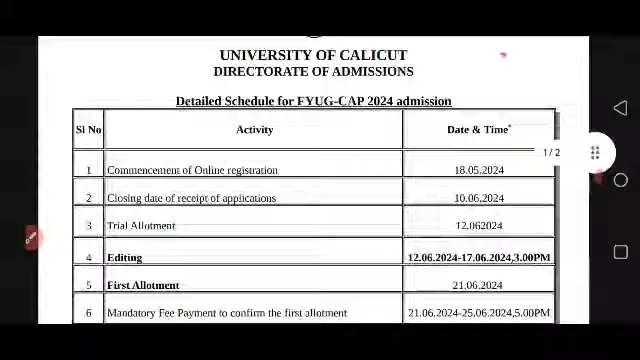 UNIVERSITY OF CALICUT
DIRECTORATE OF ADMISSIONS
Detailed Schedule for FYUG-CAP 2024 admission
Sl No Activity Date & Time*
1 / 2
1 Commencement of Online registration 18.05.2024
2 Closing date of receipt of applications 10.06.2024
3 Trial Allotment 12.062024
4 Editing 12.06.2024-17.06.2024,3.00PM
5 First Allotment 21.06.2024
6 Mandatory Fee Payment to confirm the first allotment 21.06.2024-25.06.2024,5.00PM